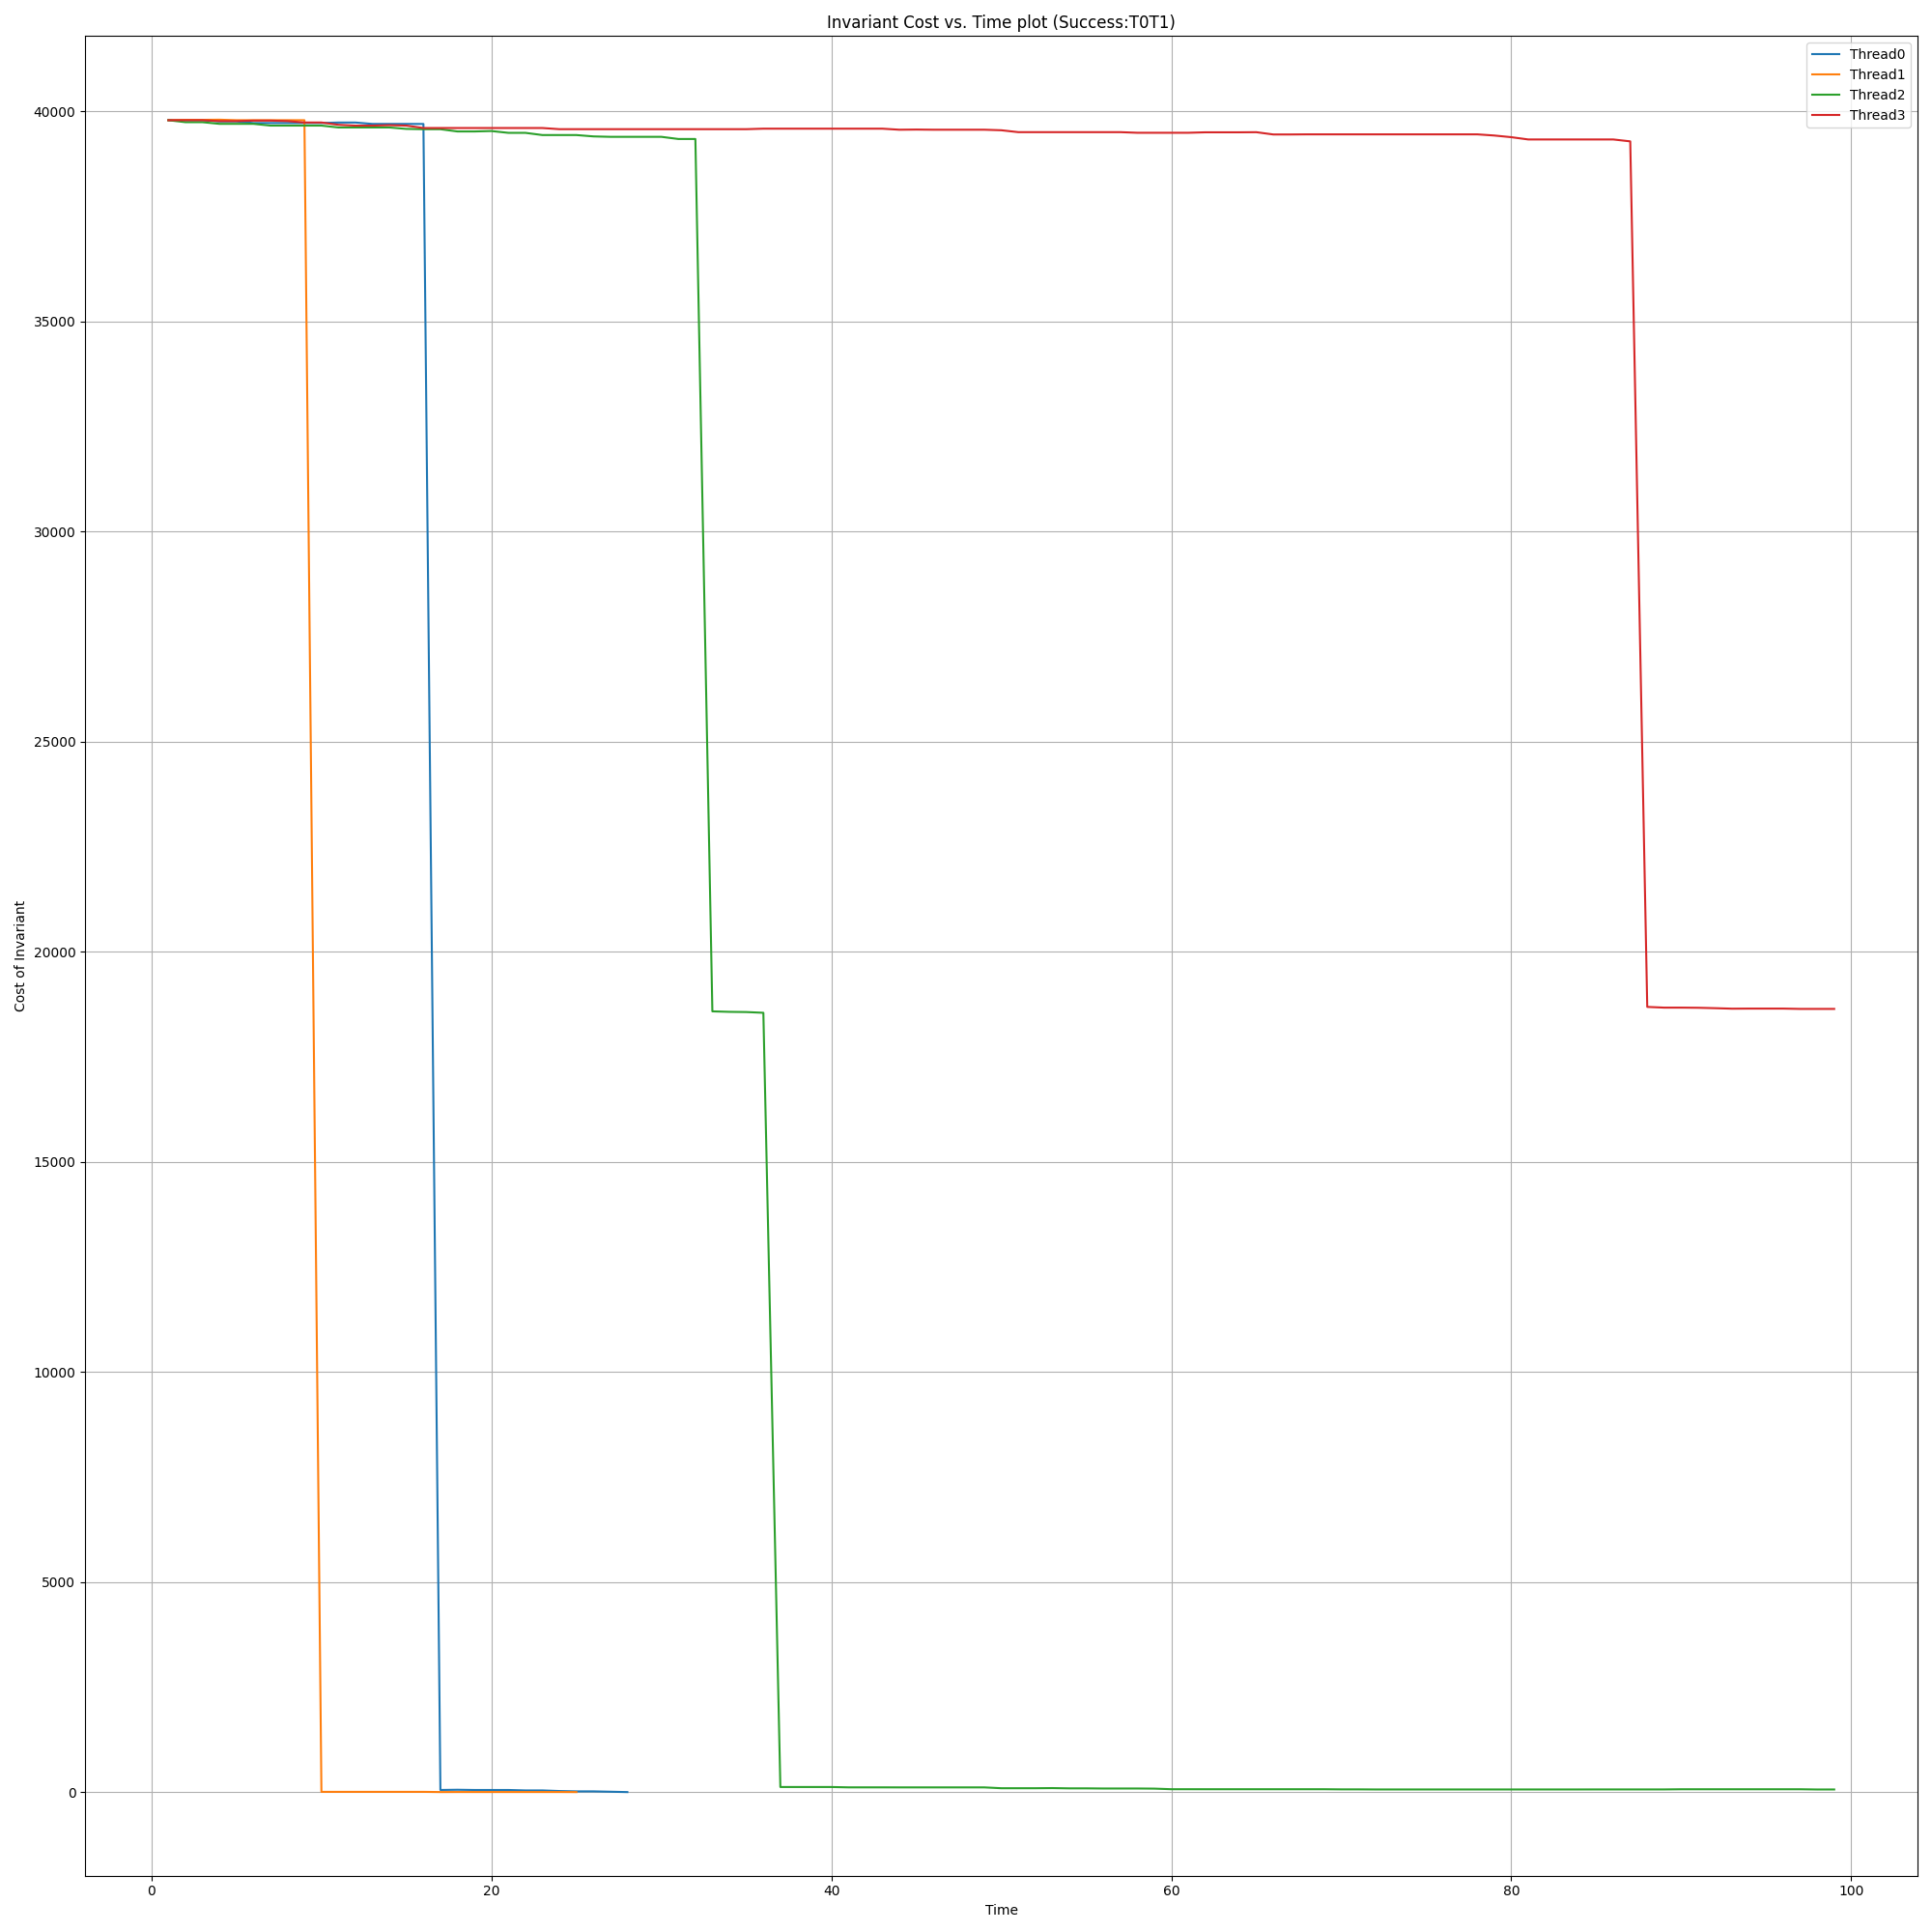 Invariant Cost vs. Time plot (Success:T0T1)
Thread0
Thread1
Thread2
Thread3
40000
35000
30000
25000
20000
15000
10000
5000
0
Cost of Invariant
0 20 40 60 80 100
Time